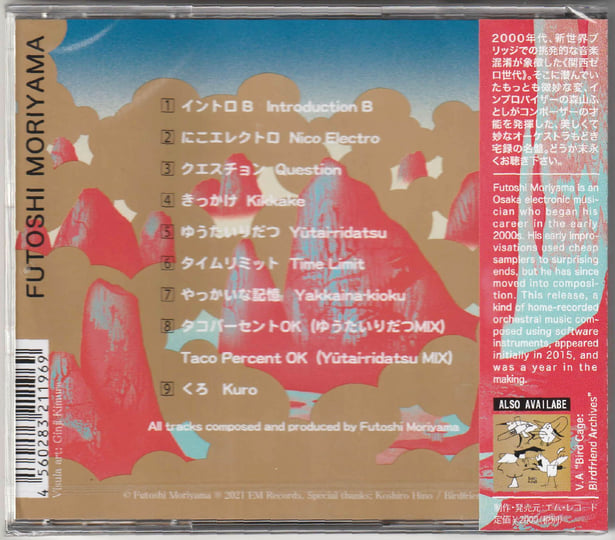 FUTOSHI MORIYAMA
1 イントロB Introduction B
2 にこエレクトロ Nico Electro
3 クエスチョン Question
4 きっかけ Kikkake
5 ゆうたいりだつ Yūtai-ridatsu
6 タイムリミット Time Limit
7 やっかいな記憶 Yakkaina-kioku
8 タコパーセントOK (ゆうたいりだつMIX)
Taco Percent OK (Yūtai-ridatsu MIX)
9 くろ Kuro
All tracks composed and produced by Futoshi Moriyama
© Futoshi Moriyama ℗ 2021 EM Records. Special thanks; Koshiro Hino / Birdfrie
Visula art: Ginji Kimura
4 560283 211969
2000年代、新世界ブ
リッジでの挑発的な音楽
混淆が象徴した《関西ゼ
ロ世代》。そこに潜んでい
たもっとも微妙な変、イン
プロバイザーの森山ふ
としがコンポーザーの才
能を発揮した、美しくて
妙なオーケストラもどき
宅録の名盤。どうか末永
くお聴き下さい。
Futoshi Moriyama is an
Osaka electronic musi-
cian who began his
career in the early
2000s. His early impro-
visations used cheap
samplers to surprising
ends, but he has since
moved into composi-
tion. This release, a
kind of home-recorded
orchestral music com-
posed using software
instruments, appeared
initially in 2015, and
was a year in the
making.
ALSO AVAILABE
V.A "Bird Cage:
Birdfriend Archives"
制作・発売元:エム・レコード
定価¥2500